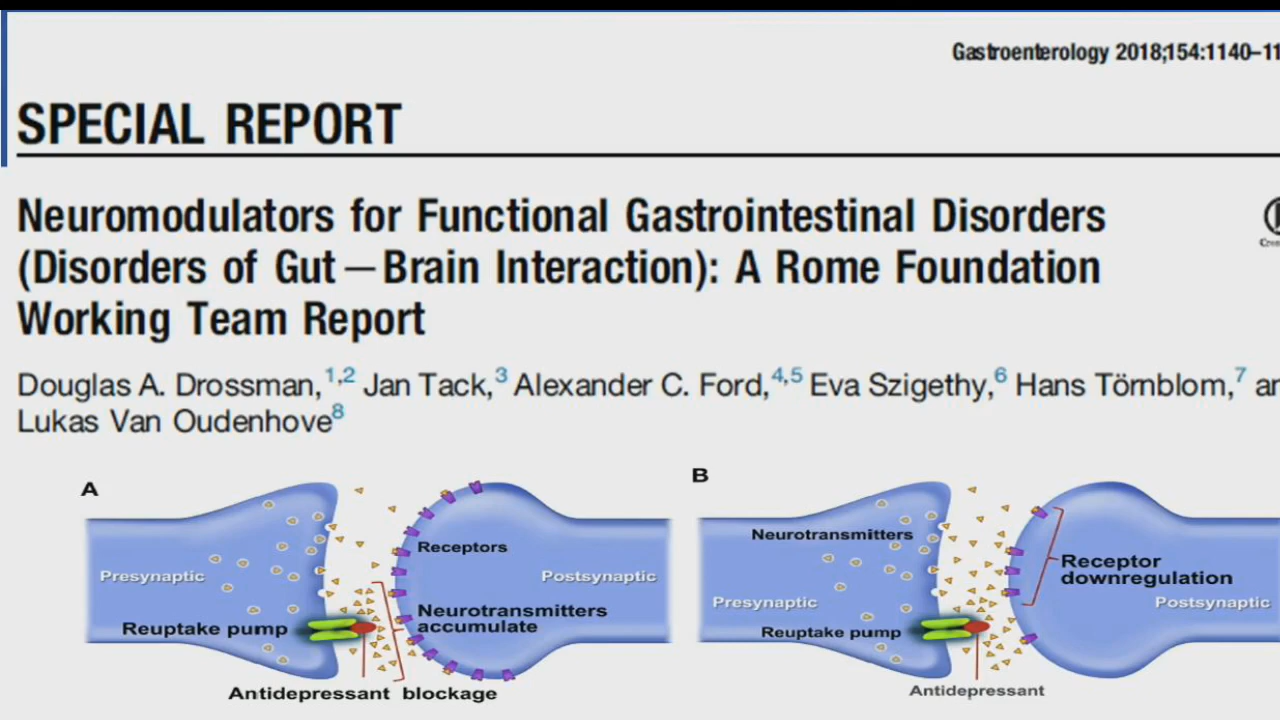 Gastroenterology 2018;154:1140–11
SPECIAL REPORT
Neuromodulators for Functional Gastrointestinal Disorders
(Disorders of Gut–Brain Interaction): A Rome Foundation
Working Team Report
Douglas A. Drossman,1,2 Jan Tack,3 Alexander C. Ford,4,5 Eva Szigethy,6 Hans Törnblom,7 an
Lukas Van Oudenhove8
A
B
Neurotransmitters
Receptors
Receptor
downregulation
Presynaptic
Postsynaptic
Presynaptic
Postsynaptic
Neurotransmitters
accumulate
Reuptake pump
Reuptake pump
Antidepressant blockage
Antidepressant